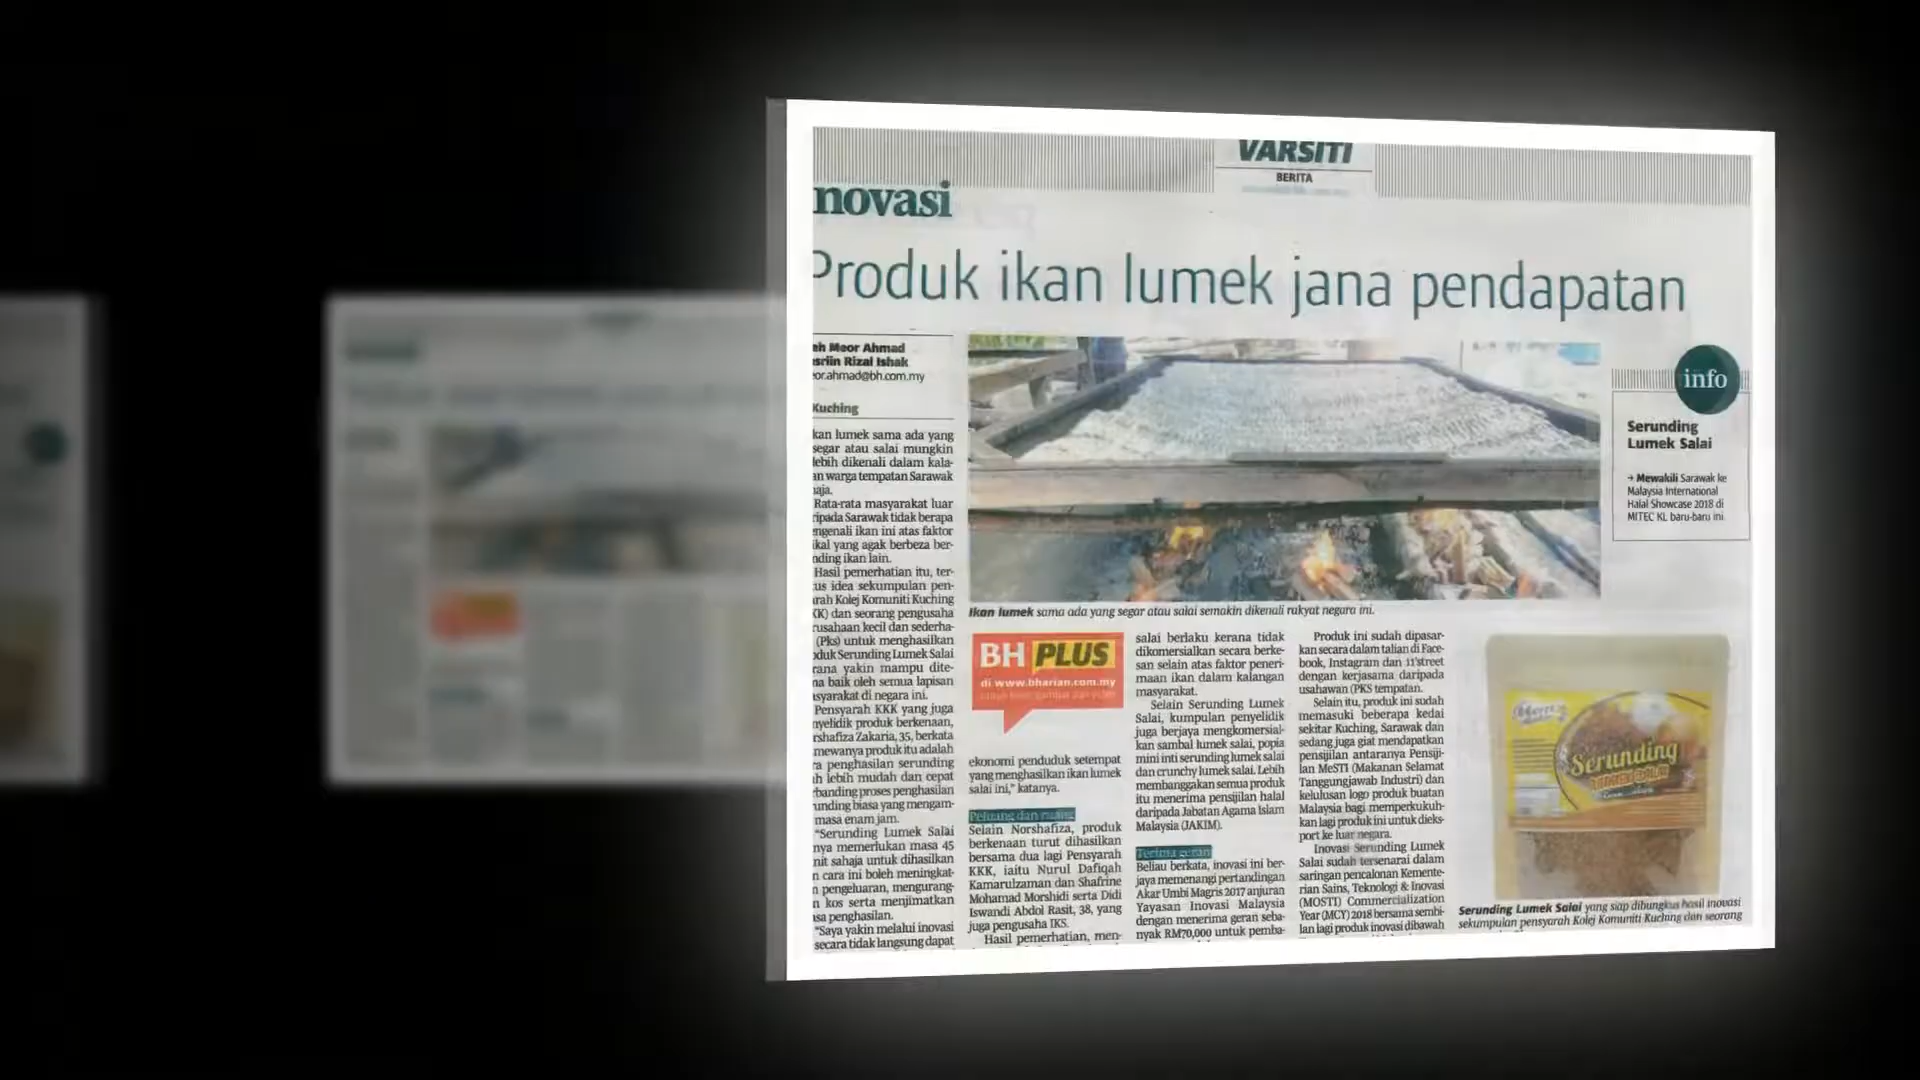 VARSITI
BERITA
novasi
Produk ikan lumek jana pendapatan
eh Meor Ahmad
sriin Rizal Ishak
or.ahmad@bh.com.my
Kuching
kan lumek sama ada yang
segar atau salai mungkin
lebih dikenali dalam kala-
an warga tempatan Sarawak
aja.
Rata-rata masyarakat luar
ripada Sarawak tidak berapa
engenali ikan ini atas faktor
ikal yang agak berbeza ber-
nding ikan lain.
Hasil pemerhatian itu, ter-
us idea sekumpulan pen-
arah Kolej Komuniti Kuching
KK) dan seorang pengusaha
rusahaan kecil dan sederha-
(Pks) untuk menghasilkan
oduk Serunding Lumek Salai
rana yakin mampu dite-
na baik oleh semua lapisan
asyarakat di negara ini.
Pensyarah KKK yang juga
nyelidik produk berkenaan,
rshafiza Zakaria, 35, berkata
mewanya produk itu adalah
ra penghasilan serunding
h lebih mudah dan cepat
banding proses penghasilan
unding biasa yang mengam-
masa enam jam.
"Serunding Lumek Salai
nya memerlukan masa 45
nit sahaja untuk dihasilkan
n cara ini boleh meningkat-
n pengeluaran, mengurang-
n kos serta menjimatkan
sa penghasilan.
"Saya yakin melalui inovasi
secara tidak langsung dapat
Ikan lumek sama ada yang segar atau salai semakin dikenali rakyat negara ini.
BH PLUS
di www.bharian.com.my
ekonomi penduduk setempat
yang menghasilkan ikan lumek
salai ini," katanya.
Peluang dan ruang
Selain Norshafiza, produk
berkenaan turut dihasilkan
bersama dua lagi Pensyarah
KKK, iaitu Nurul Dafiqah
Kamarulzaman dan Shafrine
Mohamad Morshidi serta Didi
Iswandi Abdol Rasit, 38, yang
juga pengusaha IKS.
Hasil pemerhatian, men-
salai berlaku kerana tidak
dikomersialkan secara berke-
san selain atas faktor peneri-
maan ikan dalam kalangan
masyarakat.
Selain Serunding Lumek
Salai, kumpulan penyelidik
juga berjaya mengkomersial-
kan sambal lumek salai, popia
mini inti serunding lumek salai
dan crunchy lumek salai. Lebih
membanggakan semua produk
itu menerima pensijilan halal
daripada Jabatan Agama Islam
Malaysia (JAKIM).
Terima geran
Beliau berkata, inovasi ini ber-
jaya memenangi pertandingan
Akar Umbi Magris 2017 anjuran
Yayasan Inovasi Malaysia
dengan menerima geran seba-
nyak RM70,000 untuk pemba-
Produk ini sudah dipasar-
kan secara dalam talian di Face-
book, Instagram dan 11'street
dengan kerjasama daripada
usahawan (PKS tempatan.
Selain itu, produk ini sudah
memasuki beberapa kedai
sekitar Kuching, Sarawak dan
sedang juga giat mendapatkan
pensijilan antaranya Pensiji-
lan MeSTI (Makanan Selamat
Tanggungjawab Industri) dan
kelulusan logo produk buatan
Malaysia bagi memperkukuh-
kan lagi produk ini untuk dieks-
port ke luar negara.
Inovasi Serunding Lumek
Salai sudah tersenarai dalam
saringan pencalonan Kemente-
rian Sains, Teknologi & Inovasi
(MOSTI) Commercialization
Year (MCY) 2018 bersama sembi-
lan lagi produk inovasi dibawah
info
Serunding
Lumek Salai
→ Mewakili Sarawak ke
Malaysia International
Halal Showcase 2018 di
MITEC KL baru-baru ini
Serunding
Serunding Lumek Salai yang siap dibungkus hasil inovasi
sekumpulan pensyarah Kolej Komuniti Kuching dan seorang